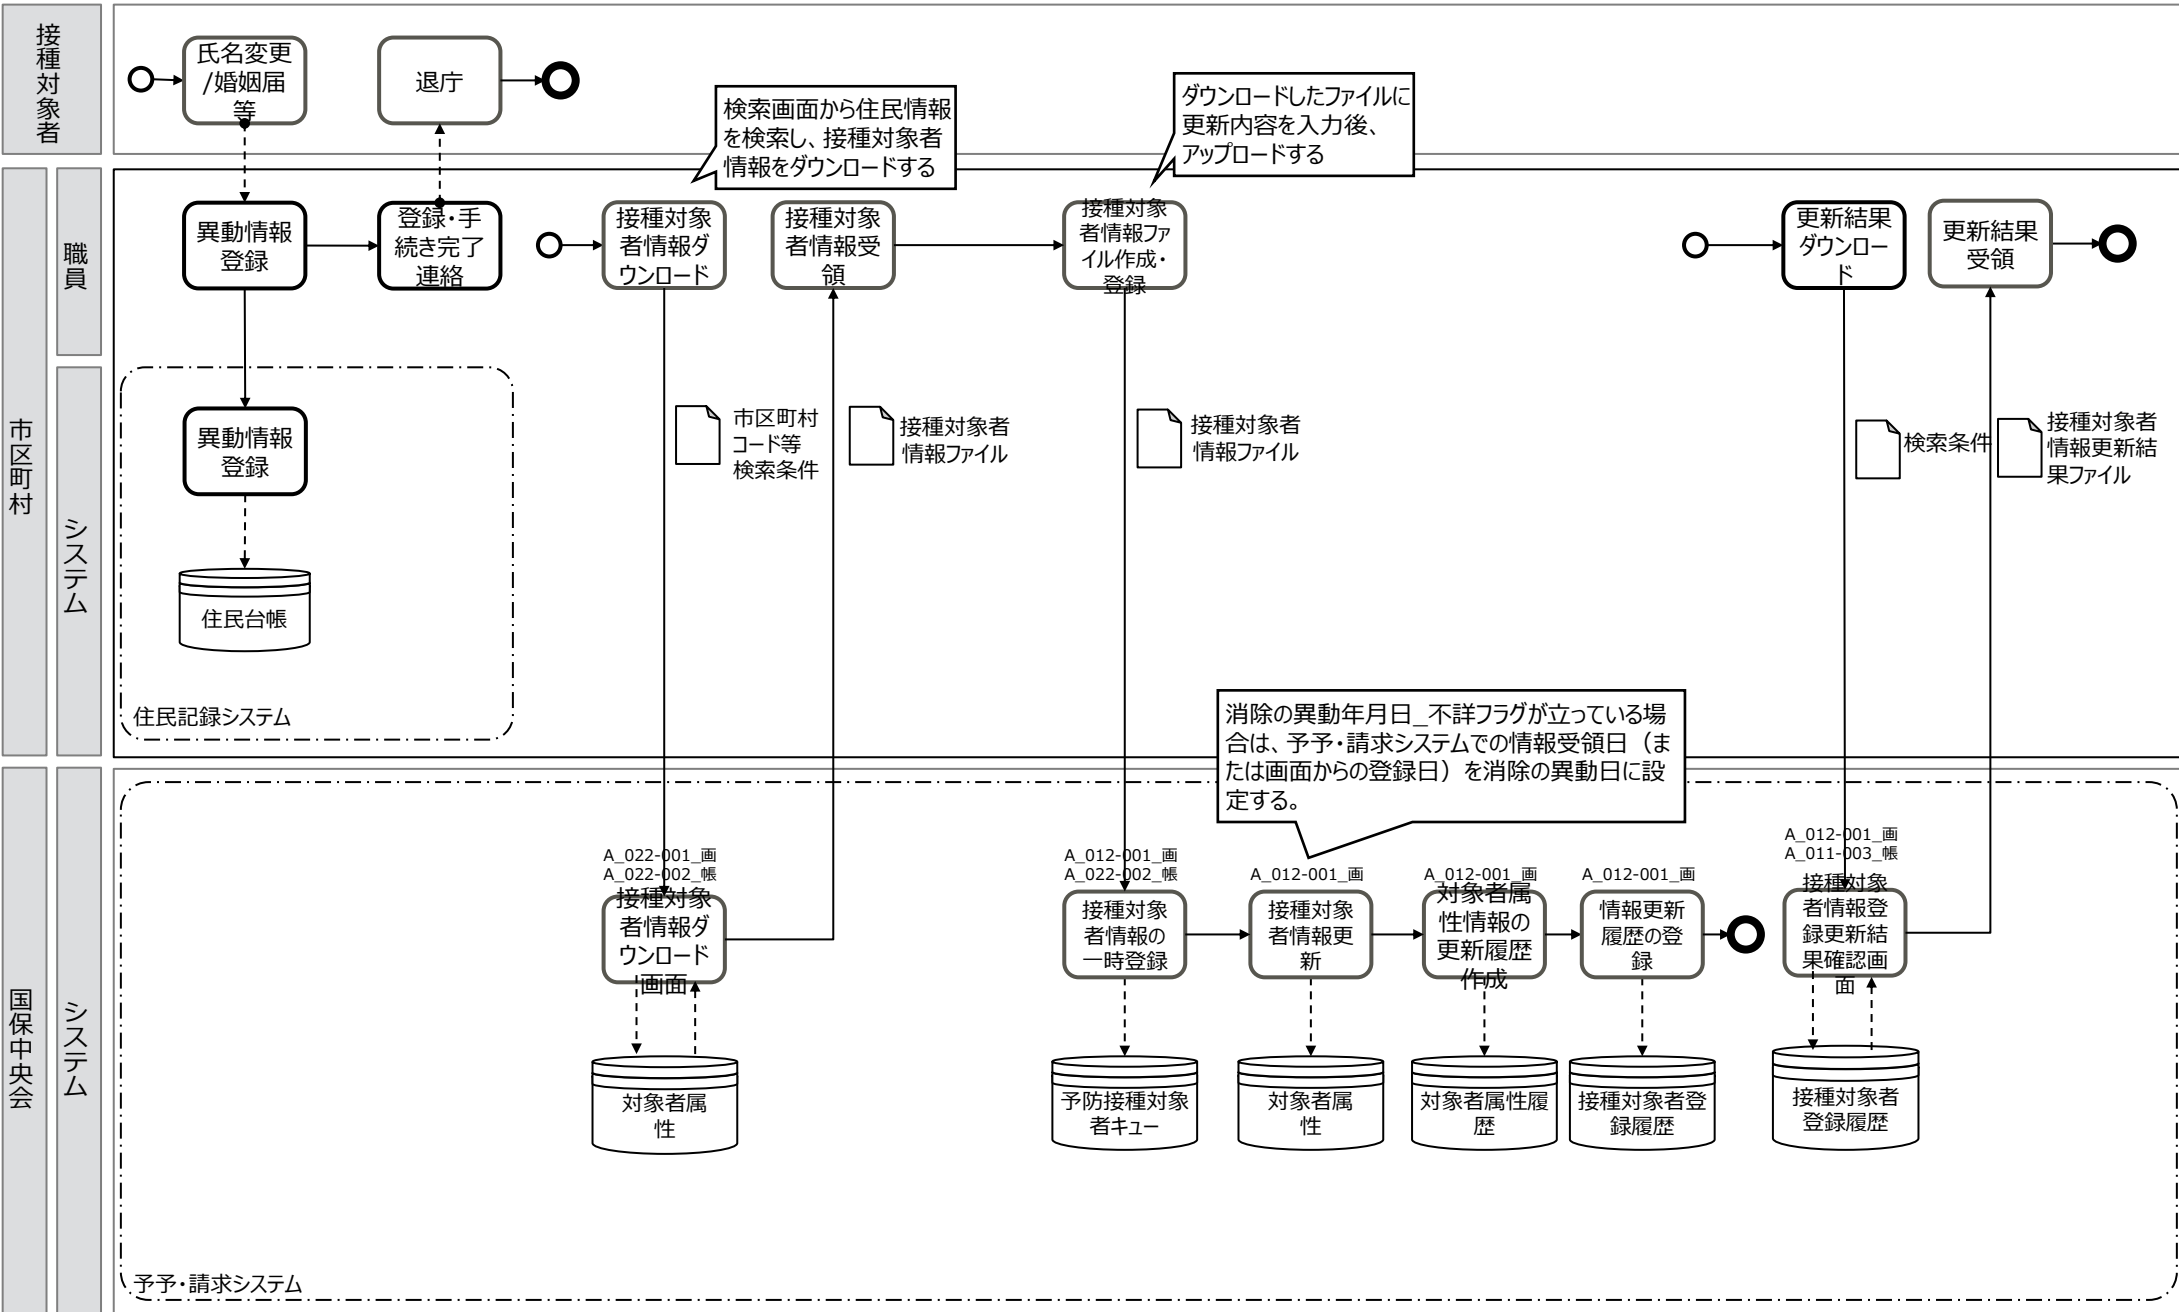 接種対象者
氏名変更
/婚姻届
等
退庁
検索画面から住民情報
を検索し、接種対象者
情報をダウンロードする
ダウンロードしたファイルに
更新内容を入力後、
アップロードする
市区町村
職員
異動情報
登録
登録・手
続き完了
連絡
接種対象
者情報ダ
ウンロード
接種対象
者情報受
領
接種対象
者情報ファ
イル作成・
登録
更新結果
ダウンロー
ド
更新結果
受領
システム
異動情報
登録
住民台帳
住民記録システム
市区町村
コード等
検索条件
接種対象者
情報ファイル
接種対象者
情報ファイル
検索条件
接種対象者
情報更新結
果ファイル
消除の異動年月日_不詳フラグが立っている場
合は、予予・請求システムでの情報受領日（ま
たは画面からの登録日）を消除の異動日に設
定する。
国保中央会
システム
A_022-001_画
A_022-002_帳
接種対象
者情報ダ
ウンロード
画面
対象者属
性
A_012-001_画
A_022-002_帳
接種対象
者情報の
一時登録
予防接種対象
者キュー
A_012-001_画
接種対象
者情報更
新
対象者属
性
A_012-001_画
対象者属
性情報の
更新履歴
作成
対象者属性履
歴
A_012-001_画
情報更新
履歴の登
録
接種対象者登
録履歴
A_012-001_画
A_011-003_帳
接種対象
者情報登
録更新結
果確認画
面
接種対象者
登録履歴
予予・請求システム